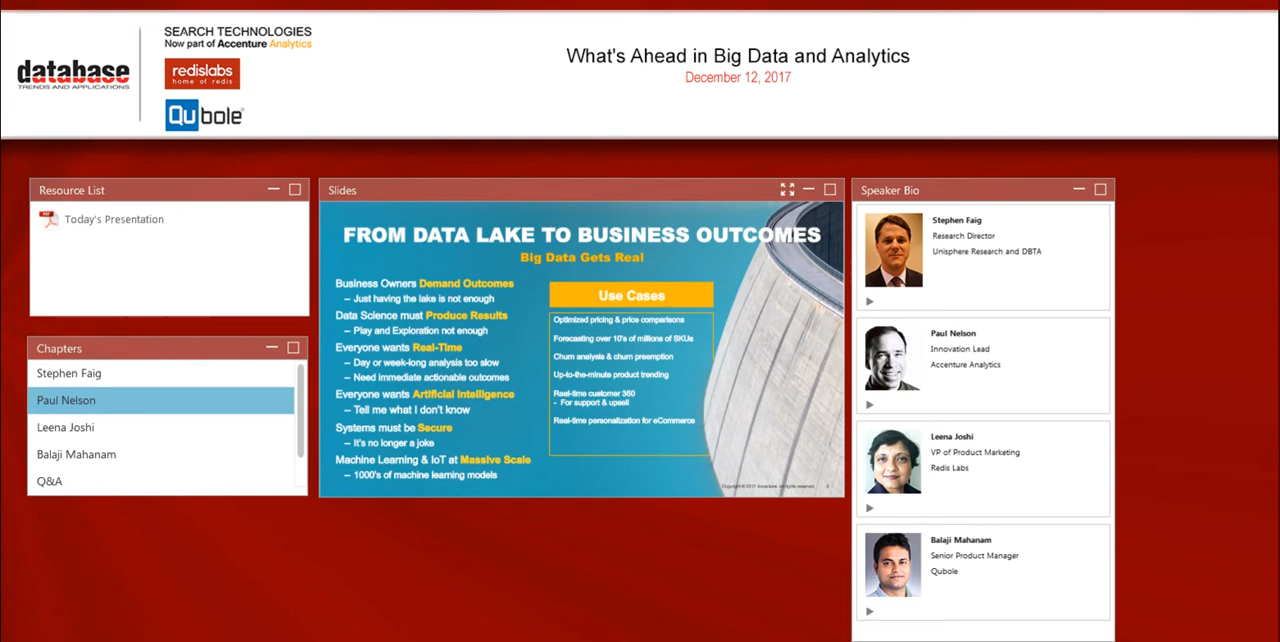 database
TRENDS AND APPLICATIONS
SEARCH TECHNOLOGIES
Now part of Accenture Analytics
redislabs
home of redis
Qubole
What's Ahead in Big Data and Analytics
December 12, 2017
Resource List
Today's Presentation
Chapters
Stephen Faig
Paul Nelson
Leena Joshi
Balaji Mahanam
Q&A
Slides
FROM DATA LAKE TO BUSINESS OUTCOMES
Big Data Gets Real
Business Owners Demand Outcomes
– Just having the lake is not enough
Data Science must Produce Results
– Play and Exploration not enough
Everyone wants Real-Time
– Day or week-long analysis too slow
– Need immediate actionable outcomes
Everyone wants Artificial Intelligence
– Tell me what I don't know
Systems must be Secure
– It's no longer a joke
Machine Learning & IoT at Massive Scale
– 1000's of machine learning models
Use Cases
Optimized pricing & price comparisons
Forecasting over 10's of millions of SKUs
Churn analysis & churn preemption
Up-to-the-minute product trending
Real-time customer 360
- For support & upsell
Real-time personalization for eCommerce
Copyright © 2017 Accenture. All rights reserved.
Speaker Bio
Stephen Faig
Research Director
Unisphere Research and DBTA
Paul Nelson
Innovation Lead
Accenture Analytics
Leena Joshi
VP of Product Marketing
Redis Labs
Balaji Mahanam
Senior Product Manager
Qubole